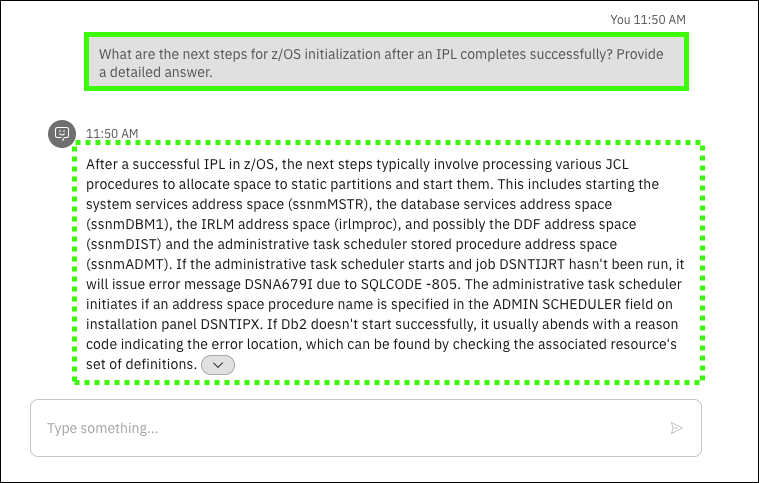 You 11:50 AM
What are the next steps for z/OS initialization after an IPL completes successfully? Provide
a detailed answer.
11:50 AM
After a successful IPL in z/OS, the next steps typically involve processing various JCL
procedures to allocate space to static partitions and start them. This includes starting the
system services address space (ssnmMSTR), the database services address space
(ssnmDBM1), the IRLM address space (irlmproc), and possibly the DDF address space
(ssnmDIST) and the administrative task scheduler stored procedure address space
(ssnmADMT). If the administrative task scheduler starts and job DSNTIJRT hasn't been run, it
will issue error message DSNA679I due to SQLCODE -805. The administrative task scheduler
initiates if an address space procedure name is specified in the ADMIN SCHEDULER field on
installation panel DSNTIPX. If Db2 doesn't start successfully, it usually abends with a reason
code indicating the error location, which can be found by checking the associated resource's
set of definitions.
Type something...